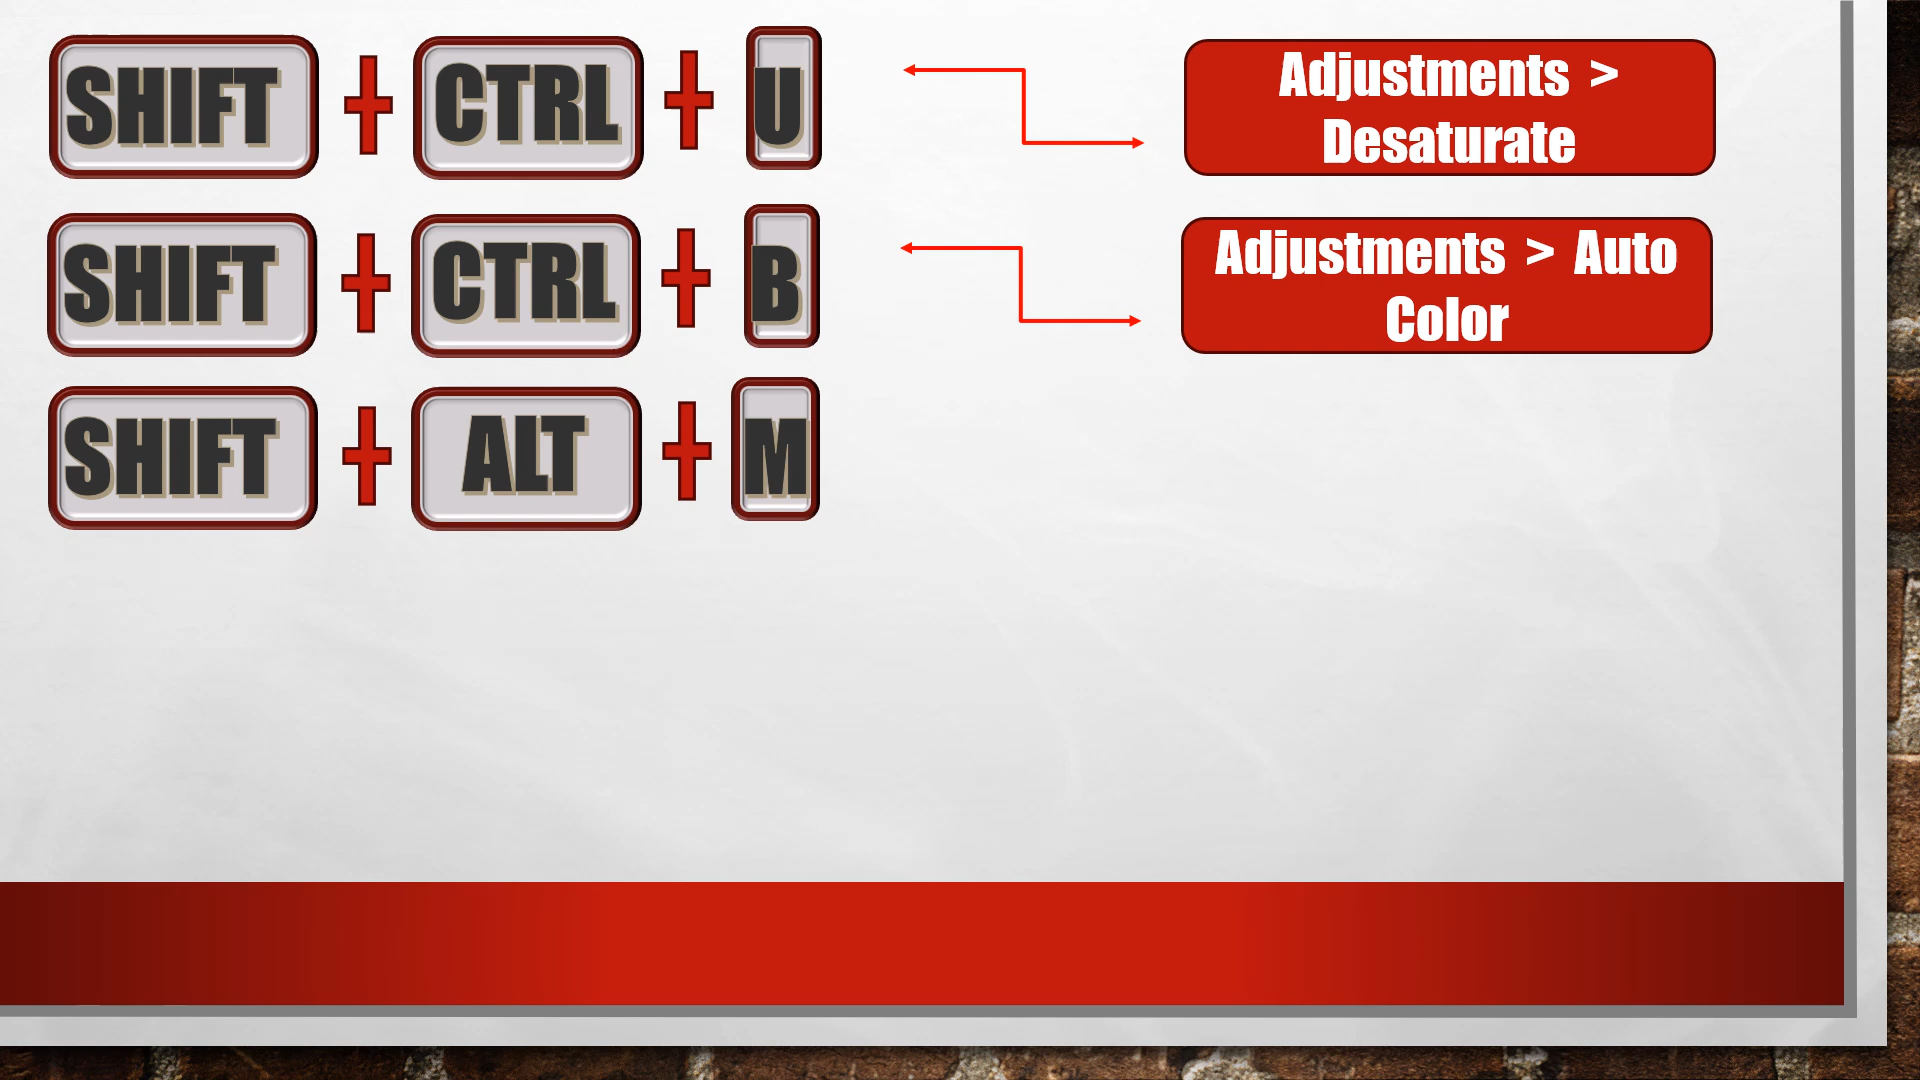 SHIFT + CTRL + U
Adjustments >
Desaturate
SHIFT + CTRL + B
Adjustments > Auto
Color
SHIFT + ALT + M